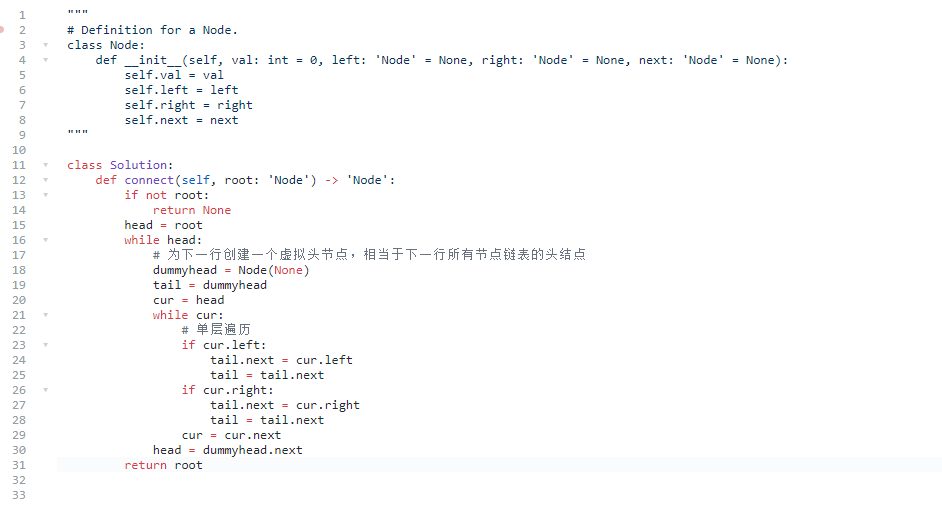 1 """
2 # Definition for a Node.
3 class Node:
4     def __init__(self, val: int = 0, left: 'Node' = None, right: 'Node' = None, next: 'Node' = None):
5         self.val = val
6         self.left = left
7         self.right = right
8         self.next = next
9 """
10
11 class Solution:
12     def connect(self, root: 'Node') -> 'Node':
13         if not root:
14             return None
15         head = root
16         while head:
17             # 为下一行创建一个虚拟头节点，相当于下一行所有节点链表的头结点
18             dummyhead = Node(None)
19             tail = dummyhead
20             cur = head
21             while cur:
22                 # 单层遍历
23                 if cur.left:
24                     tail.next = cur.left
25                     tail = tail.next
26                 if cur.right:
27                     tail.next = cur.right
28                     tail = tail.next
29                 cur = cur.next
30             head = dummyhead.next
31         return root
32
33